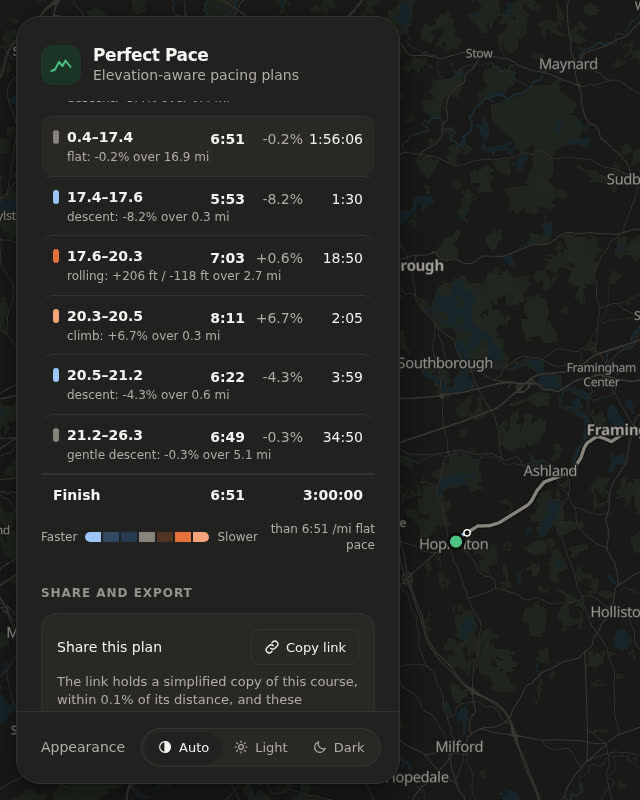 Perfect Pace
Elevation-aware pacing plans
0.4–17.4 6:51 -0.2% 1:56:06
flat: -0.2% over 16.9 mi
17.4–17.6 5:53 -8.2% 1:30
descent: -8.2% over 0.3 mi
17.6–20.3 7:03 +0.6% 18:50
rolling: +206 ft / -118 ft over 2.7 mi
20.3–20.5 8:11 +6.7% 2:05
climb: +6.7% over 0.3 mi
20.5–21.2 6:22 -4.3% 3:59
descent: -4.3% over 0.6 mi
21.2–26.3 6:49 -0.3% 34:50
gentle descent: -0.3% over 5.1 mi
Finish 6:51 3:00:00
Faster Slower than 6:51 /mi flat
pace
SHARE AND EXPORT
Share this plan Copy link
The link holds a simplified copy of this course,
within 0.1% of its distance, and these
Appearance Auto Light Dark
Stow
Maynard
Sudb
rough
Southborough
Framingham
Center
Framing
Ashland
Hop nton
Hollisto
Milford
opedale